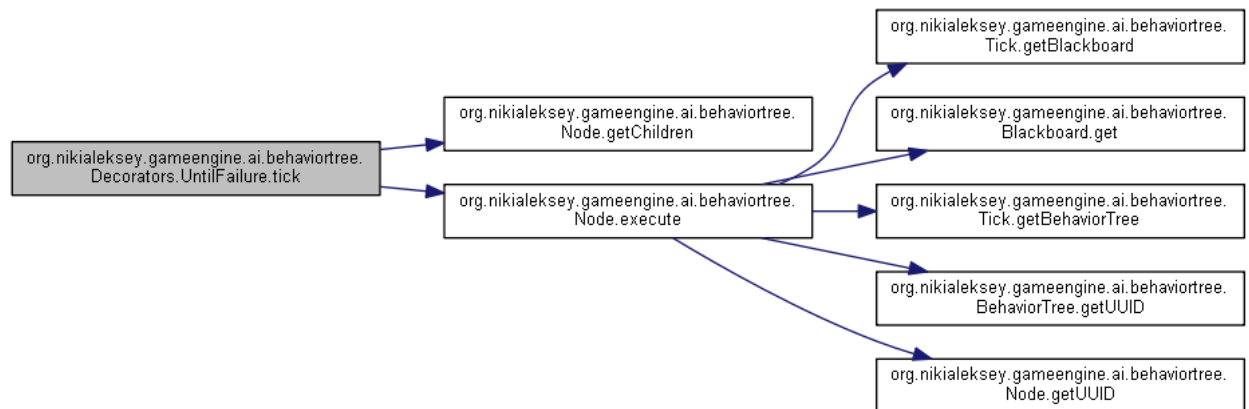 org.nikialeksey.gameengine.ai.behaviortree.
Decorators.UntilFailure.tick
org.nikialeksey.gameengine.ai.behaviortree.
Node.getChildren
org.nikialeksey.gameengine.ai.behaviortree.
Node.execute
org.nikialeksey.gameengine.ai.behaviortree.
Tick.getBlackboard
org.nikialeksey.gameengine.ai.behaviortree.
Blackboard.get
org.nikialeksey.gameengine.ai.behaviortree.
Tick.getBehaviorTree
org.nikialeksey.gameengine.ai.behaviortree.
BehaviorTree.getUUID
org.nikialeksey.gameengine.ai.behaviortree.
Node.getUUID